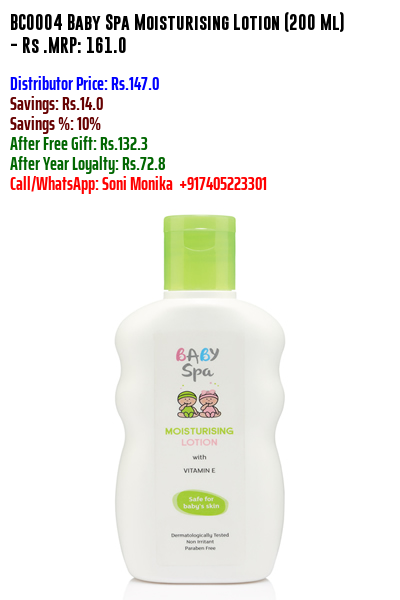 BC0004 Baby Spa Moisturising Lotion (200 Ml)
- Rs .MRP: 161.0
Distributor Price: Rs.147.0
Savings: Rs.14.0
Savings %: 10%
After Free Gift: Rs.132.3
After Year Loyalty: Rs.72.8
Call/WhatsApp: Soni Monika +917405223301
BABY
Spa
MOISTURISING
LOTION
with
VITAMIN E
Safe for
baby's skin
Dermatologically Tested
Non Irritant
Paraben Free